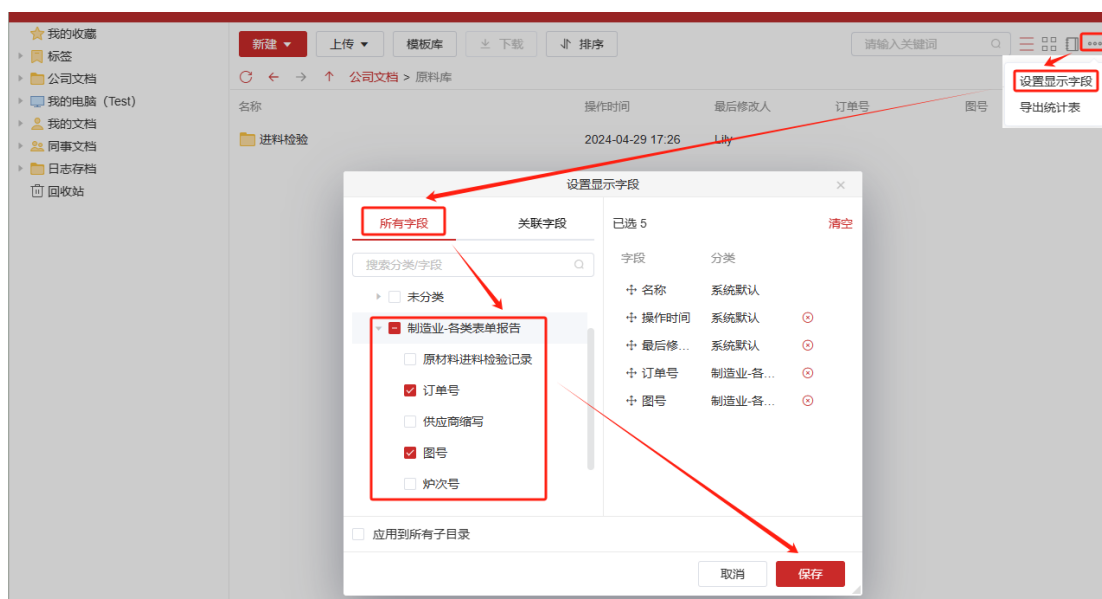 我的收藏
标签
公司文档
我的电脑（Test）
我的文档
同事文档
日志存档
回收站
新建 上传 模板库 下载 排序 请输入关键词
设置显示字段
导出统计表
公司文档 > 原料库
名称 操作时间 最后修改人 订单号 图号
进料检验 2024-04-29 17:26 Lily
设置显示字段
所有字段 关联字段
搜索分类/字段
未分类
制造业-各类表单报告
原材料进料检验记录
订单号
供应商缩写
图号
炉次号
已选 5 清空
字段 分类
名称 系统默认
操作时间 系统默认
最后修... 系统默认
订单号 制造业-各...
图号 制造业-各...
应用到所有子目录
取消 保存